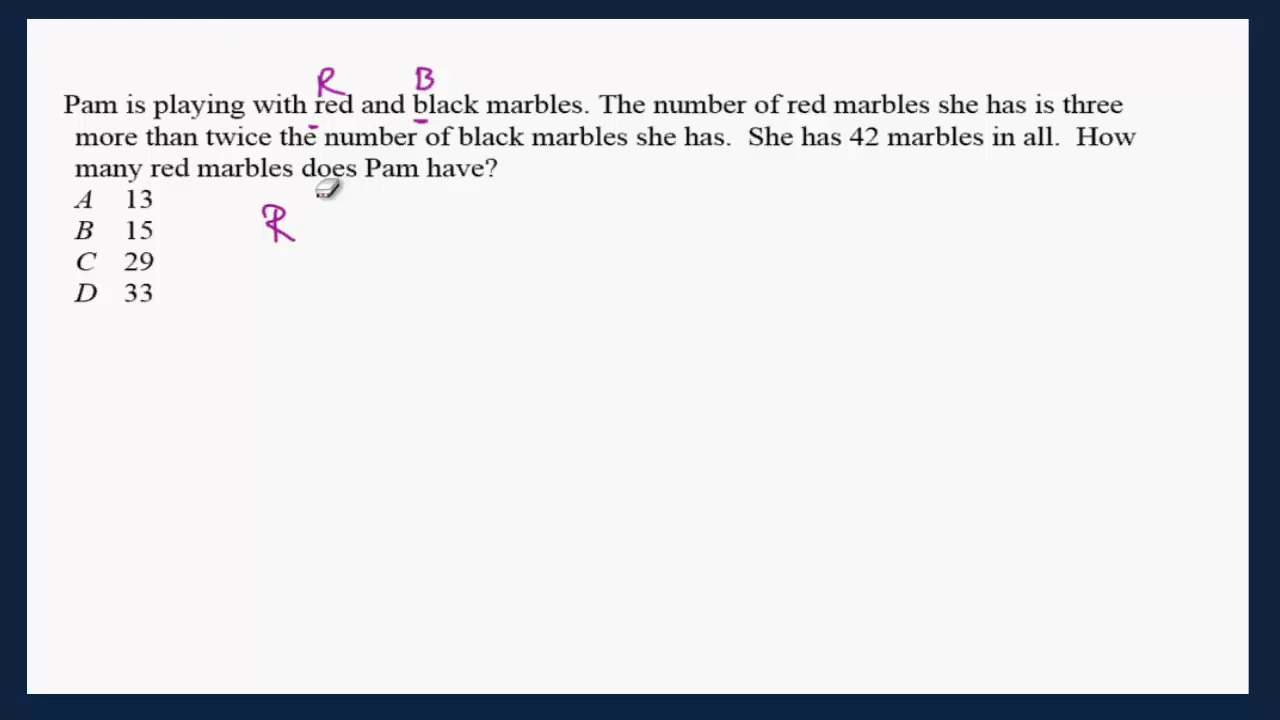 R B
Pam is playing with red and black marbles. The number of red marbles she has is three
more than twice the number of black marbles she has. She has 42 marbles in all. How
many red marbles does Pam have?
A 13
B 15
R
C 29
D 33